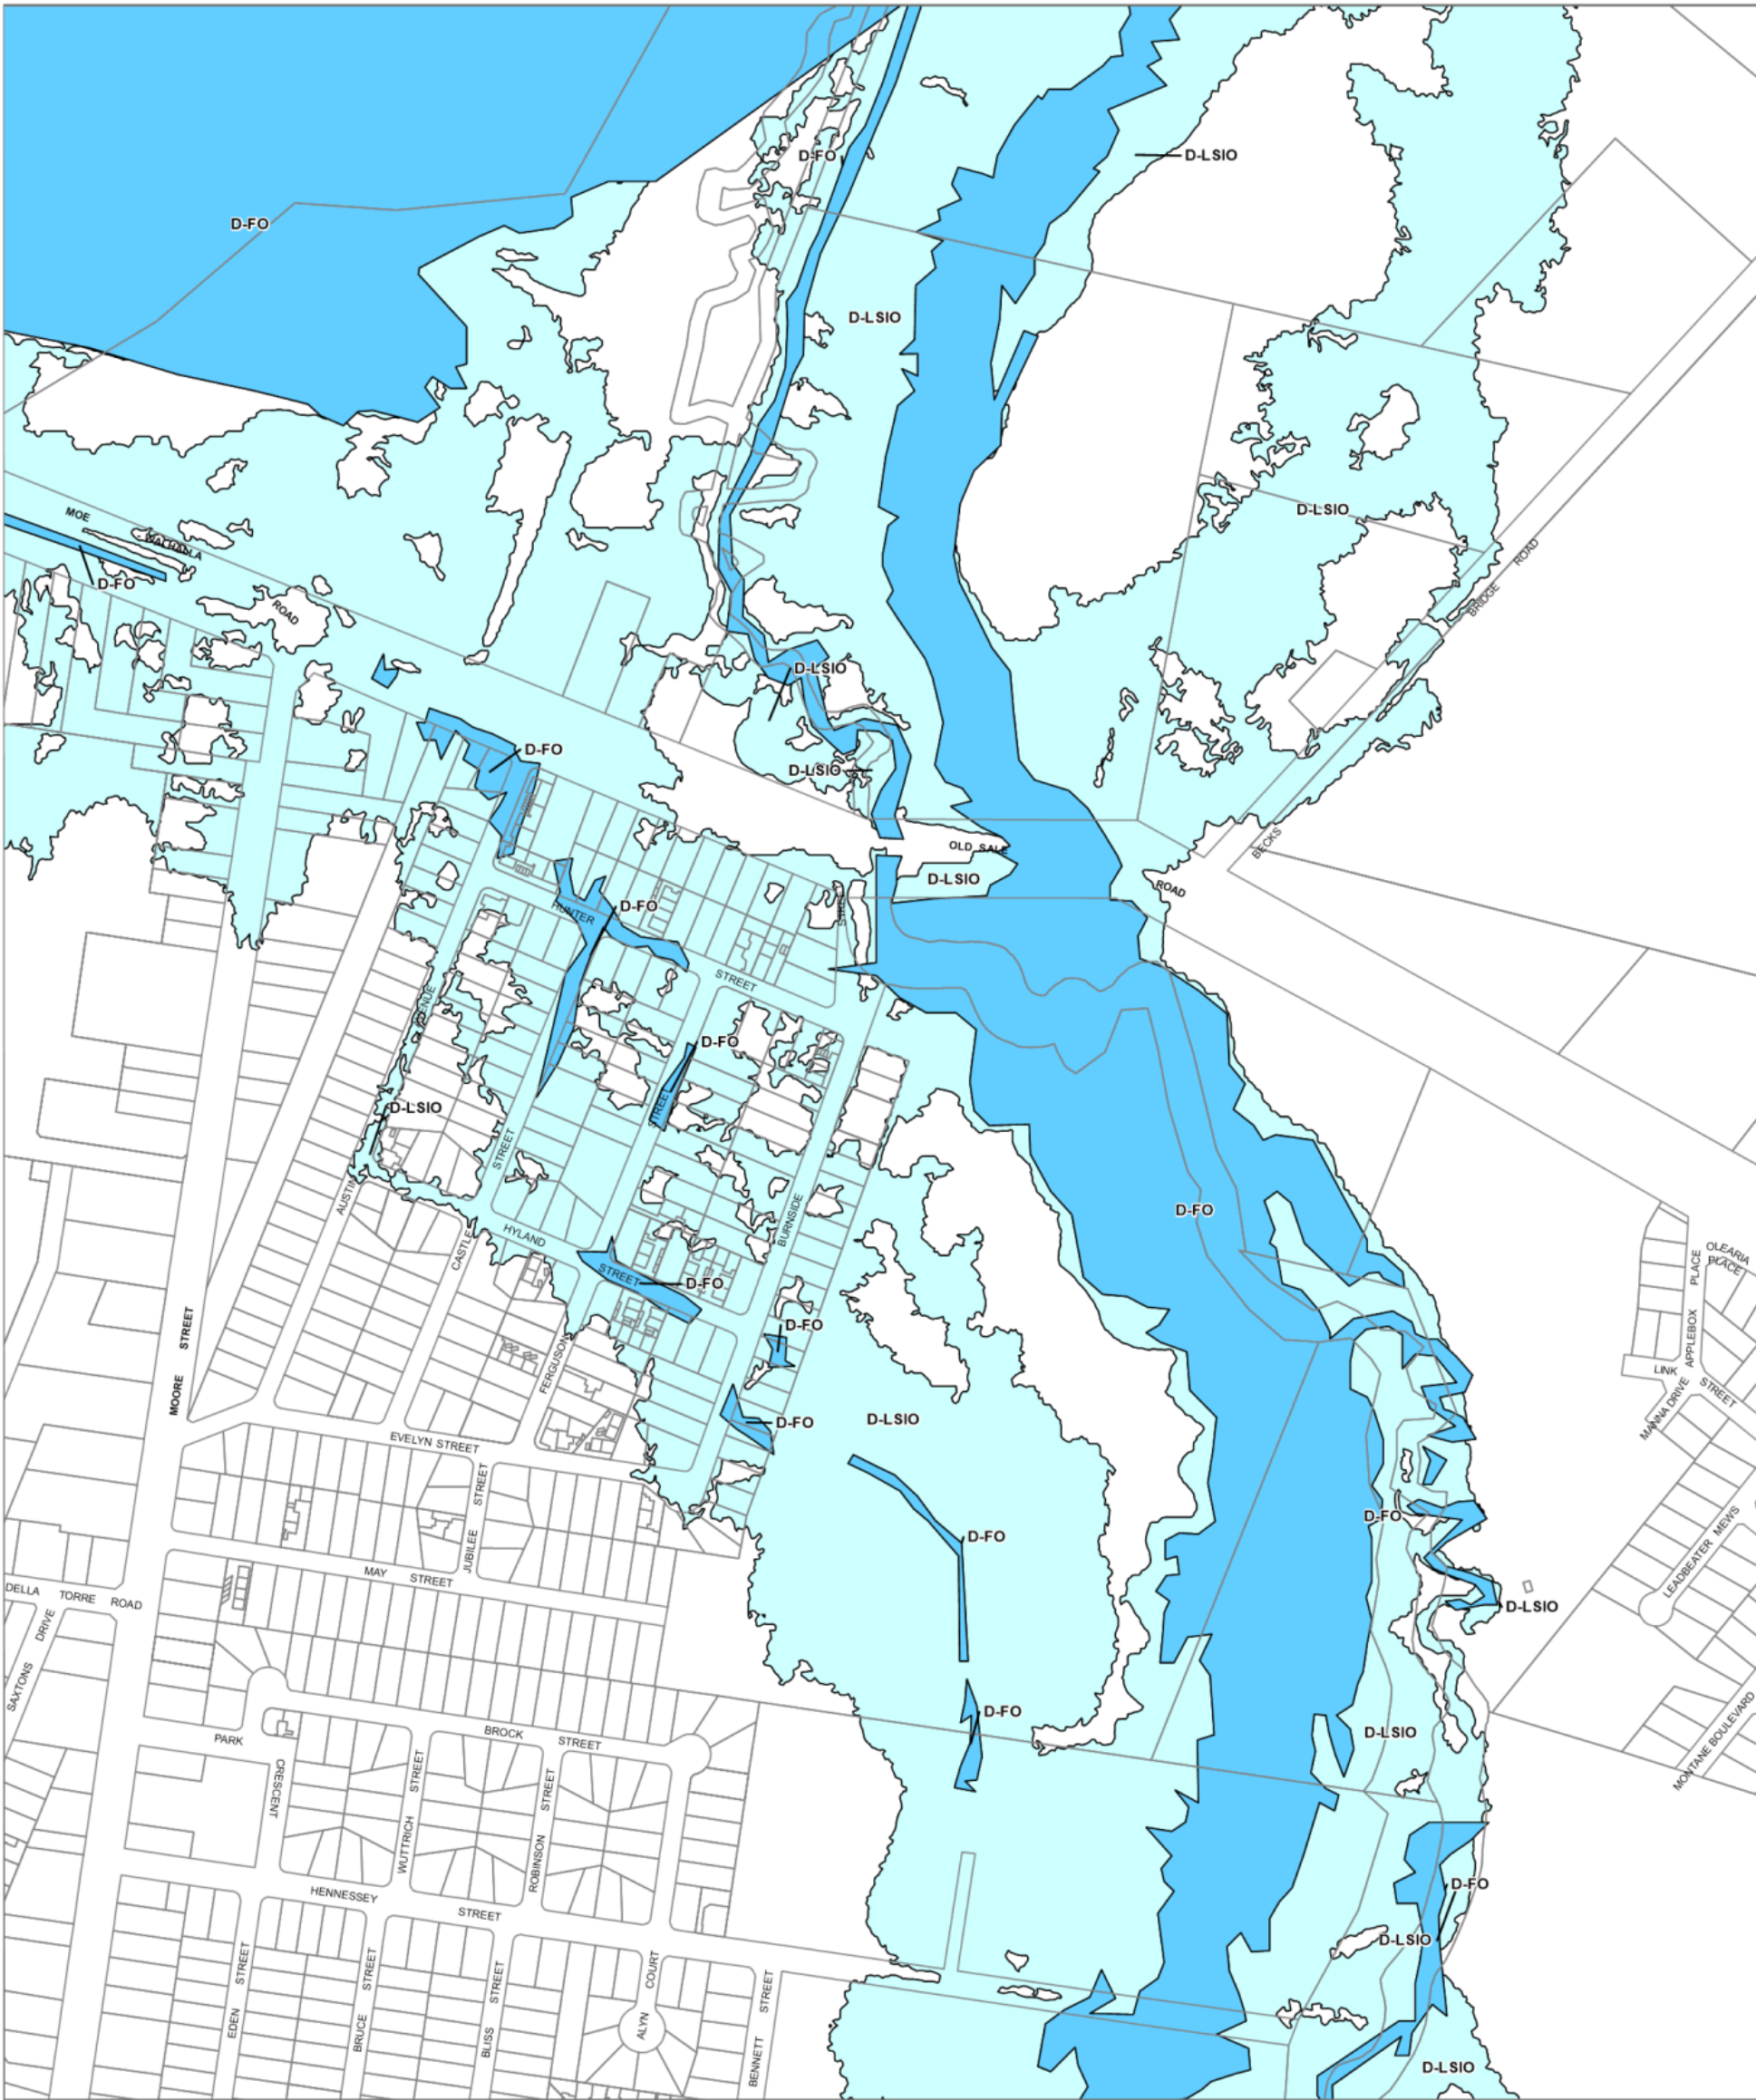 D-FO
D-LSIO
D-FO
D-LSIO
D-LSIO
MOE
WALHALLA
ROAD
D-FO
BRIDGE
ROAD
D-LSIO
D-FO
D-LSIO
OLD SALE
BECKS
ROAD
D-LSIO
HUNTER
D-FO
STREET
STREET
AVENUE
D-FO
STREET
D-LSIO
STREET
AUSTIN
HYLAND
CASTLE
BURNSIDE
D-FO
STREET
D-FO
D-FO
MOORE
STREET
FERGUSON
OLEARIA
PLACE
PLACE
APPLEBOX
LINK
STREET
MANNA DRIVE
D-FO
D-LSIO
EVELYN STREET
JUBILEE
STREET
D-FO
D-FO
LEADBEATER
MEWS
MAY
STREET
DELLA
TORRE
ROAD
D-LSIO
SAXTONS
DRIVE
D-FO
D-LSIO
MONTANE BOULEVARD
PARK
BROCK
STREET
CRESCENT
WUTTRICH
STREET
ROBINSON
STREET
D-FO
HENNESSEY
STREET
D-LSIO
EDEN
STREET
BRUCE
STREET
BLISS
STREET
ALYN
COURT
BENNETT
STREET
D-LSIO